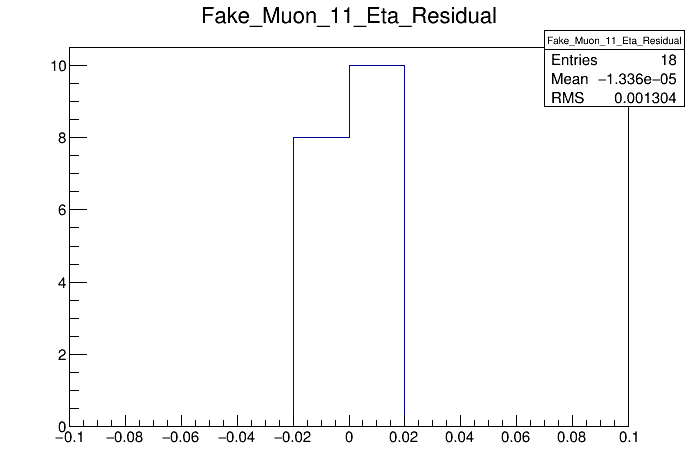 Fake_Muon_11_Eta_Residual
Fake_Muon_11_Eta_Residual
Entries 18
Mean −1.336e−05
RMS 0.001304
10
8
6
4
2
0
−0.1 −0.08 −0.06 −0.04 −0.02 0 0.02 0.04 0.06 0.08 0.1